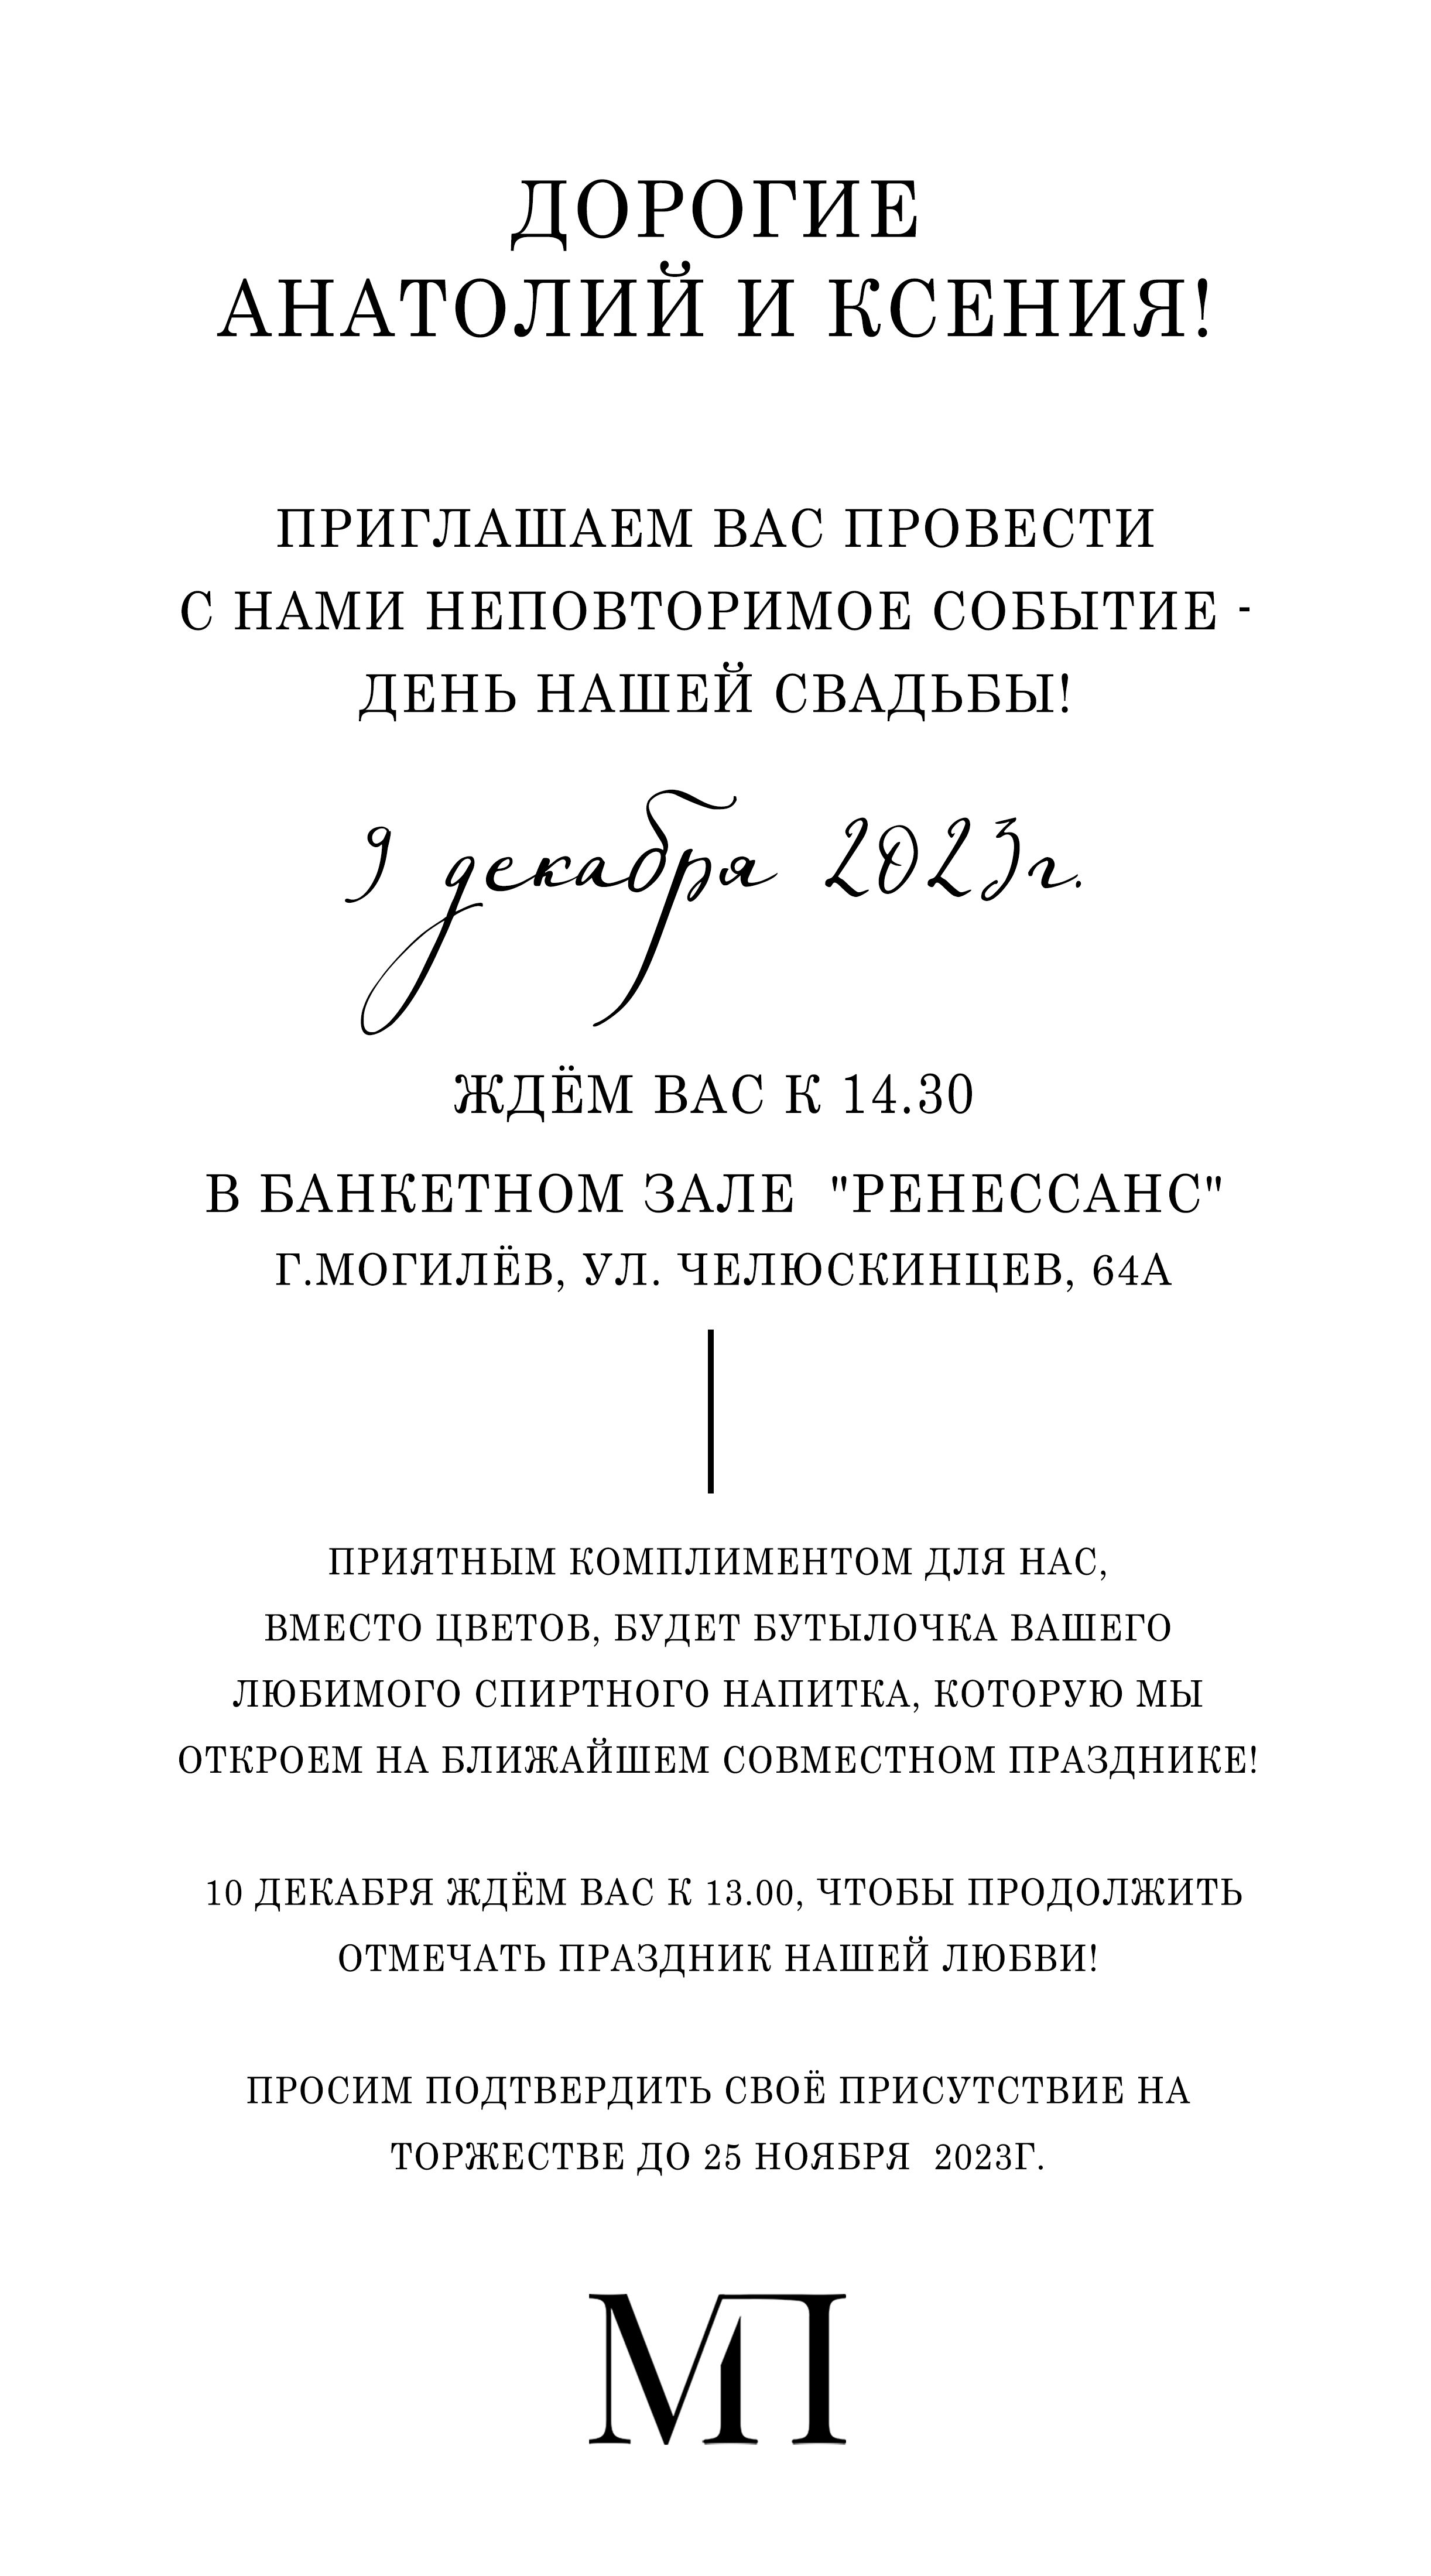 ДОРОГИЕ
АНАТОЛИЙ И КСЕНИЯ!
ПРИГЛАШАЕМ ВАС ПРОВЕСТИ
С НАМИ НЕПОВТОРИМОЕ СОБЫТИЕ -
ДЕНЬ НАШЕЙ СВАДЬБЫ!
9 декабря 2023г.
ЖДЁМ ВАС К 14.30
В БАНКЕТНОМ ЗАЛЕ "РЕНЕССАНС"
Г.МОГИЛЁВ, УЛ. ЧЕЛЮСКИНЦЕВ, 64А
ПРИЯТНЫМ КОМПЛИМЕНТОМ ДЛЯ НАС,
ВМЕСТО ЦВЕТОВ, БУДЕТ БУТЫЛОЧКА ВАШЕГО
ЛЮБИМОГО СПИРТНОГО НАПИТКА, КОТОРУЮ МЫ
ОТКРОЕМ НА БЛИЖАЙШЕМ СОВМЕСТНОМ ПРАЗДНИКЕ!
10 ДЕКАБРЯ ЖДЁМ ВАС К 13.00, ЧТОБЫ ПРОДОЛЖИТЬ
ОТМЕЧАТЬ ПРАЗДНИК НАШЕЙ ЛЮБВИ!
ПРОСИМ ПОДТВЕРДИТЬ СВОЁ ПРИСУТСТВИЕ НА
ТОРЖЕСТВЕ ДО 25 НОЯБРЯ 2023Г.
МП